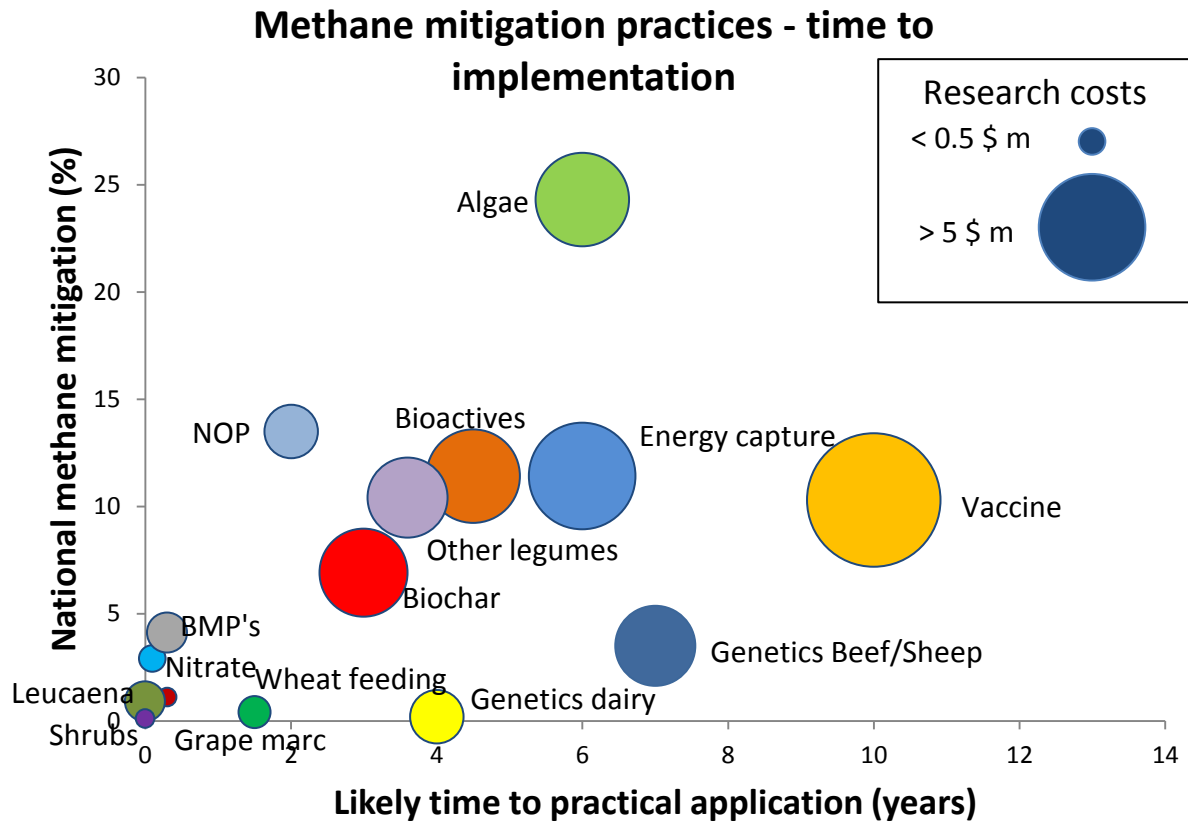 Methane mitigation practices - time to
implementation
Research costs
< 0.5 $ m
> 5 $ m
National methane mitigation (%)
30
25
20
15
10
5
0
Algae
NOP
Bioactives
Energy capture
Vaccine
Other legumes
Biochar
BMP's
Nitrate
Wheat feeding
Genetics Beef/Sheep
Leucaena
Genetics dairy
Shrubs
Grape marc
0
2
4
6
8
10
12
14
Likely time to practical application (years)